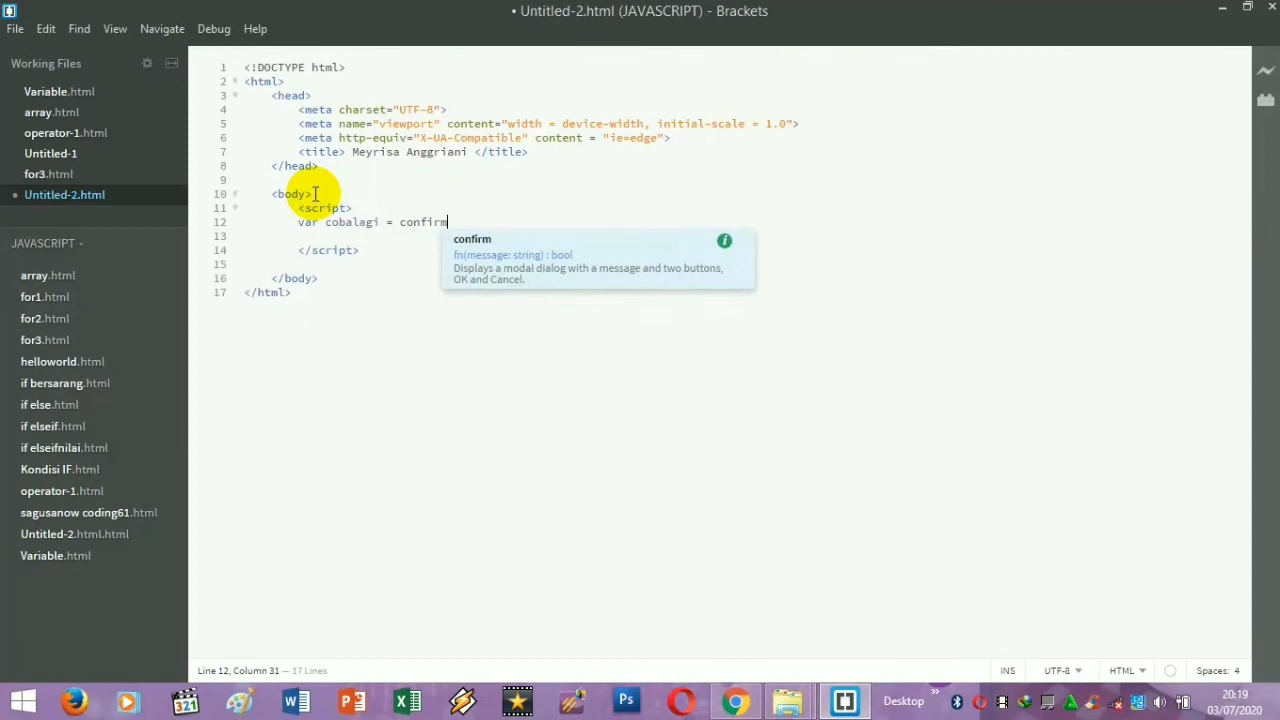 • Untitled-2.html (JAVASCRIPT) - Brackets
File Edit Find View Navigate Debug Help
Working Files
Variable.html
array.html
operator-1.html
Untitled-1
for3.html
Untitled-2.html
JAVASCRIPT
array.html
for1.html
for2.html
for3.html
helloworld.html
if bersarang.html
if else.html
if elseif.html
if elseifnilai.html
Kondisi IF.html
operator-1.html
sagusanow coding61.html
Untitled-2.html.html
Variable.html
1 <!DOCTYPE html>
2 <html>
3 <head>
4 <meta charset="UTF-8">
5 <meta name="viewport" content="width = device-width, initial-scale = 1.0">
6 <meta http-equiv="X-UA-Compatible" content = "ie=edge">
7 <title> Meyrisa Anggriani </title>
8 </head>
9
10 <body>
11 <script>
12 var cobalagi = confirm
13
14 </script>
15
16 </body>
17 </html>
confirm
fn(message: string) : bool
Displays a modal dialog with a message and two buttons,
OK and Cancel.
Line 12, Column 31 — 17 Lines
INS UTF-8 HTML Spaces: 4
321
Ps
Desktop
20:19
03/07/2020